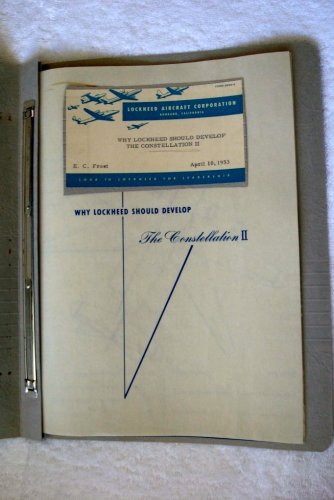 LOCKHEED AIRCRAFT CORPORATION
BURBANK, CALIFORNIA
WHY LOCKHEED SHOULD DEVELOP
THE CONSTELLATION II
E. C. Frost
April 10, 1953
LOOK TO LOCKHEED FOR LEADERSHIP
WHY LOCKHEED SHOULD DEVELOP
The Constellation II